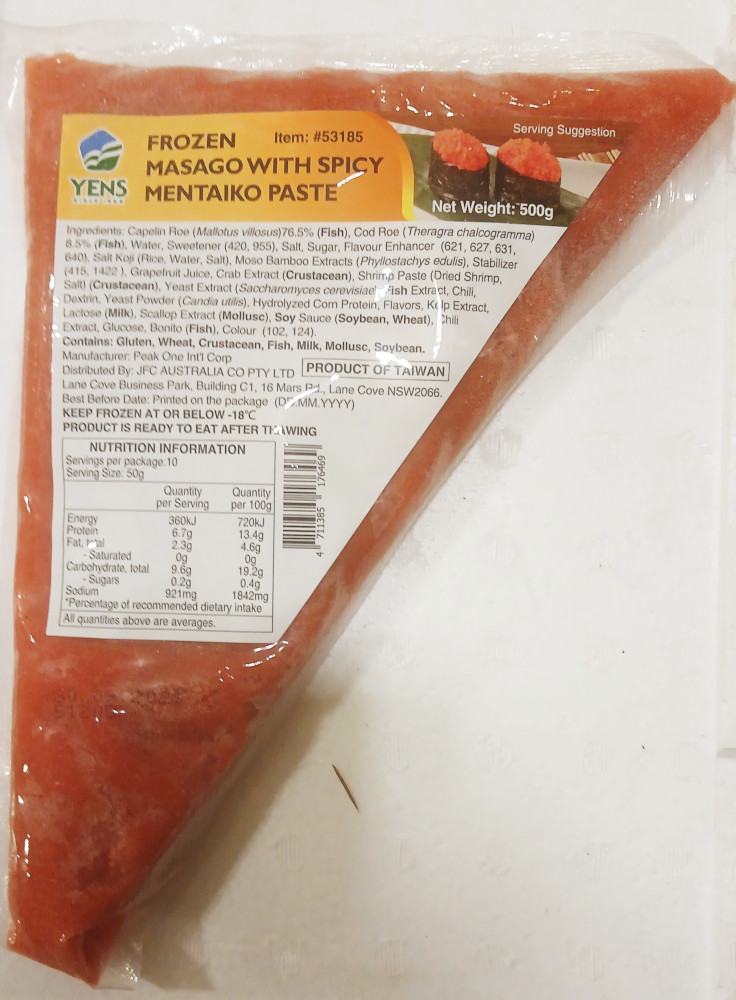 FROZEN Item: #53185
MASAGO WITH SPICY
MENTAIKO PASTE
YENS
Serving Suggestion
Net Weight: 500g
Ingredients: Capelin Roe (Mallotus villosus)76.5% (Fish), Cod Roe (Theragra chalcogramma)
8.5% (Fish), Water, Sweetener (420, 955), Salt, Sugar, Flavour Enhancer (621, 627, 631,
640), Salt Koji (Rice, Water, Salt), Moso Bamboo Extracts (Phyllostachys edulis), Stabilizer
(415, 1422 ), Grapefruit Juice, Crab Extract (Crustacean), Shrimp Paste (Dried Shrimp,
Salt) (Crustacean), Yeast Extract (Saccharomyces cerevisiae), Fish Extract, Chili,
Dextrin, Yeast Powder (Candia utilis), Hydrolyzed Corn Protein, Flavors, Kelp Extract,
Lactose (Milk), Scallop Extract (Mollusc), Soy Sauce (Soybean, Wheat), Chili
Extract, Glucose, Bonito (Fish), Colour (102, 124).
Contains: Gluten, Wheat, Crustacean, Fish, Milk, Mollusc, Soybean.
Manufacturer: Peak One Int'l Corp
Distributed By: JFC AUSTRALIA CO PTY LTD PRODUCT OF TAIWAN
Lane Cove Business Park, Building C1, 16 Mars Rd., Lane Cove NSW2066.
Best Before Date: Printed on the package (DD.MM.YYYY)
KEEP FROZEN AT OR BELOW -18°C
PRODUCT IS READY TO EAT AFTER THAWING
NUTRITION INFORMATION
Servings per package:10
Serving Size: 50g
Quantity Quantity
per Serving per 100g
Energy 360kJ 720kJ
Protein 6.7g 13.4g
Fat, total 2.3g 4.6g
- Saturated 0g 0g
Carbohydrate, total 9.6g 19.2g
- Sugars 0.2g 0.4g
Sodium 921mg 1842mg
*Percentage of recommended dietary intake
All quantities above are averages.
4 711385 176469